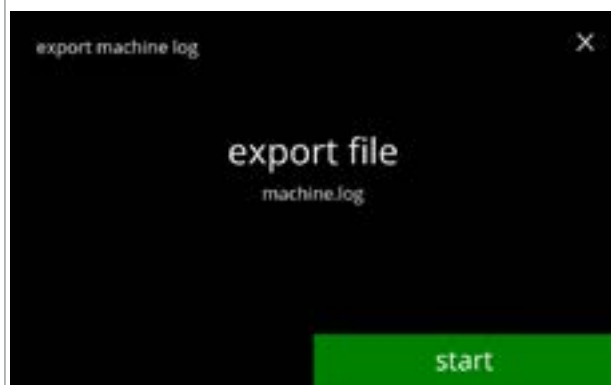 export machine log
export file
machine.log
start